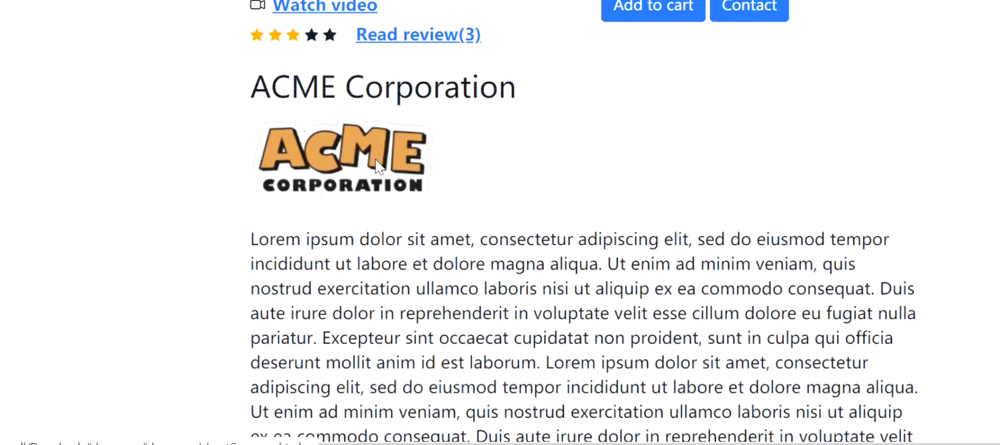 Watch video
Add to cart
Contact
Read review(3)
ACME Corporation
ACME
CORPORATION
Lorem ipsum dolor sit amet, consectetur adipiscing elit, sed do eiusmod tempor
incididunt ut labore et dolore magna aliqua. Ut enim ad minim veniam, quis
nostrud exercitation ullamco laboris nisi ut aliquip ex ea commodo consequat. Duis
aute irure dolor in reprehenderit in voluptate velit esse cillum dolore eu fugiat nulla
pariatur. Excepteur sint occaecat cupidatat non proident, sunt in culpa qui officia
deserunt mollit anim id est laborum. Lorem ipsum dolor sit amet, consectetur
adipiscing elit, sed do eiusmod tempor incididunt ut labore et dolore magna aliqua.
Ut enim ad minim veniam, quis nostrud exercitation ullamco laboris nisi ut aliquip
ex ea commodo consequat. Duis aute irure dolor in reprehenderit in voluptate velit